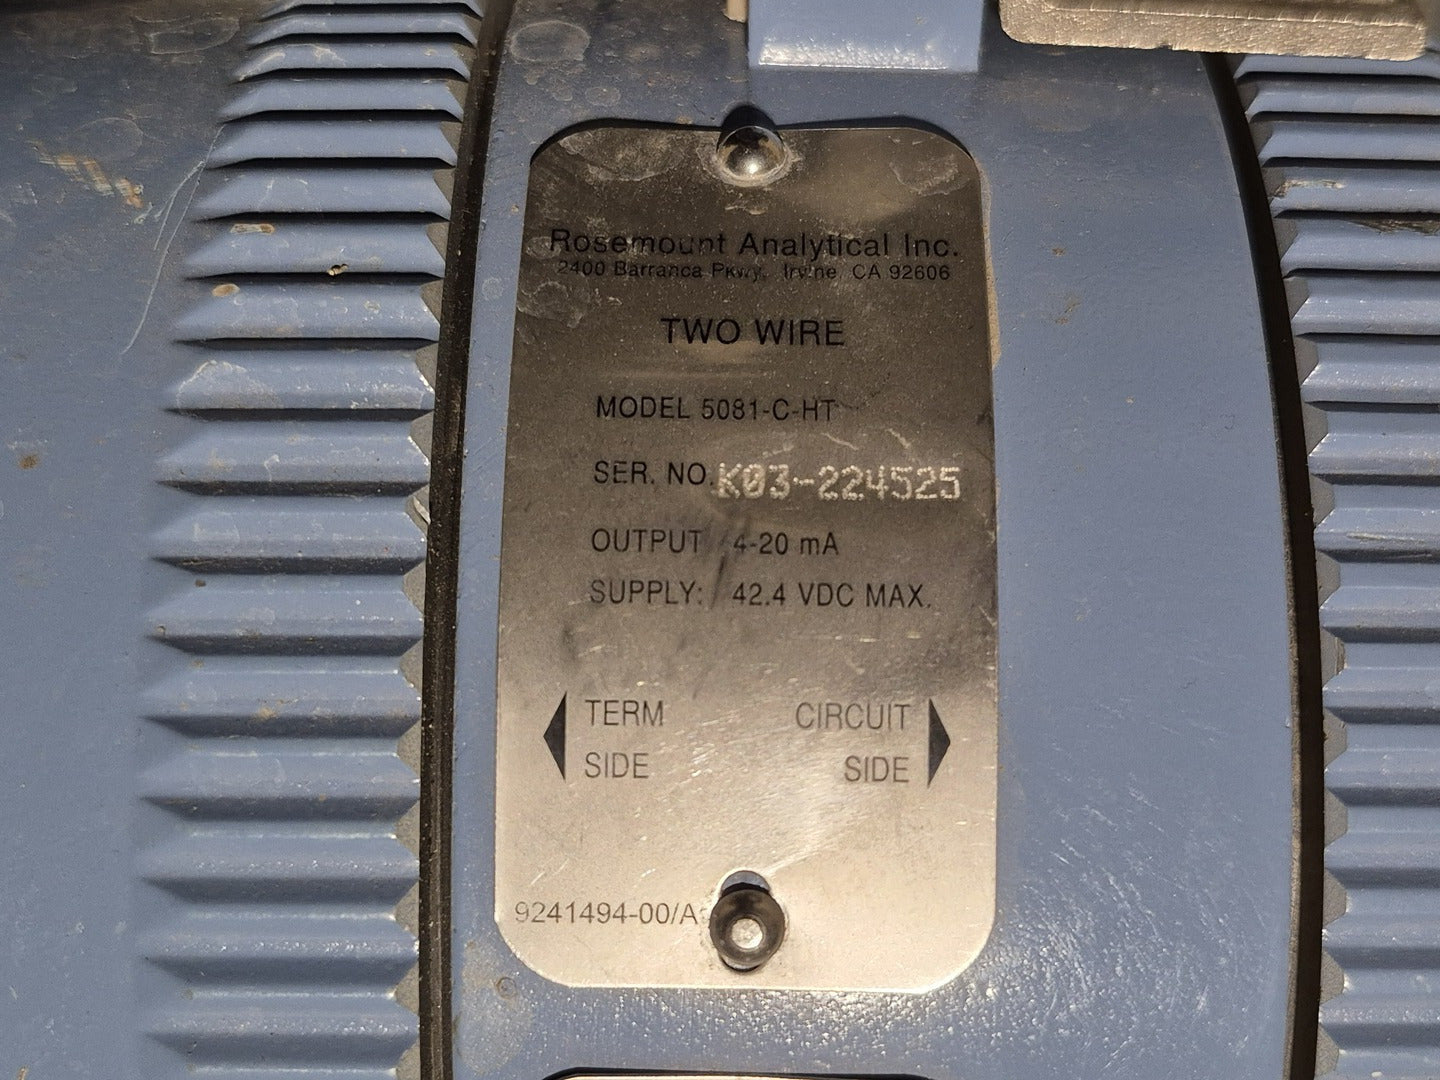 Rosemount Analytical Inc.
2400 Barranca Pkwy. Irvine, CA 92606
TWO WIRE
MODEL 5081-C-HT
SER. NO. K03-224525
OUTPUT 4-20 mA
SUPPLY: 42.4 VDC MAX.
TERM
SIDE
CIRCUIT
SIDE
9241494-00/A